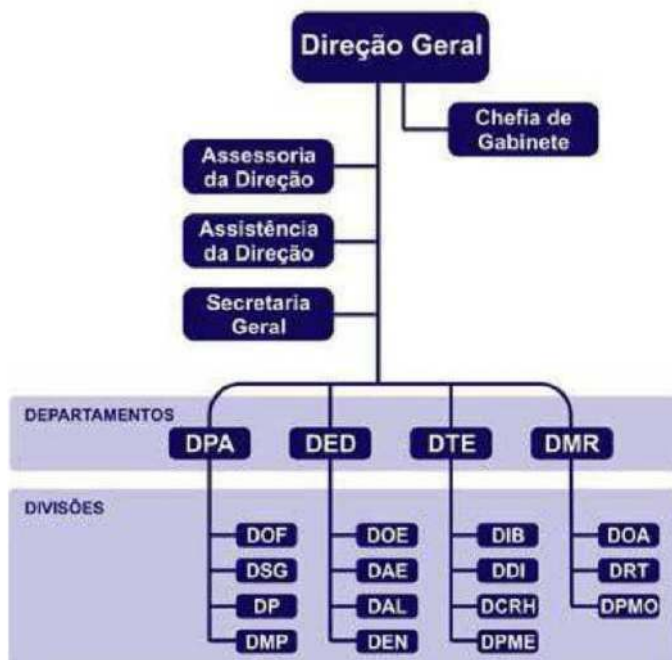 Direção Geral
Chefia de
Gabinete
Assessoria
da Direção
Assistência
da Direção
Secretaria
Geral
DEPARTAMENTOS
DPA
DED
DTE
DMR
DIVISÕES
DOF
DOE
DIB
DOA
DSG
DAE
DDI
DRT
DP
DAL
DCRH
DPMO
DMP
DEN
DPME